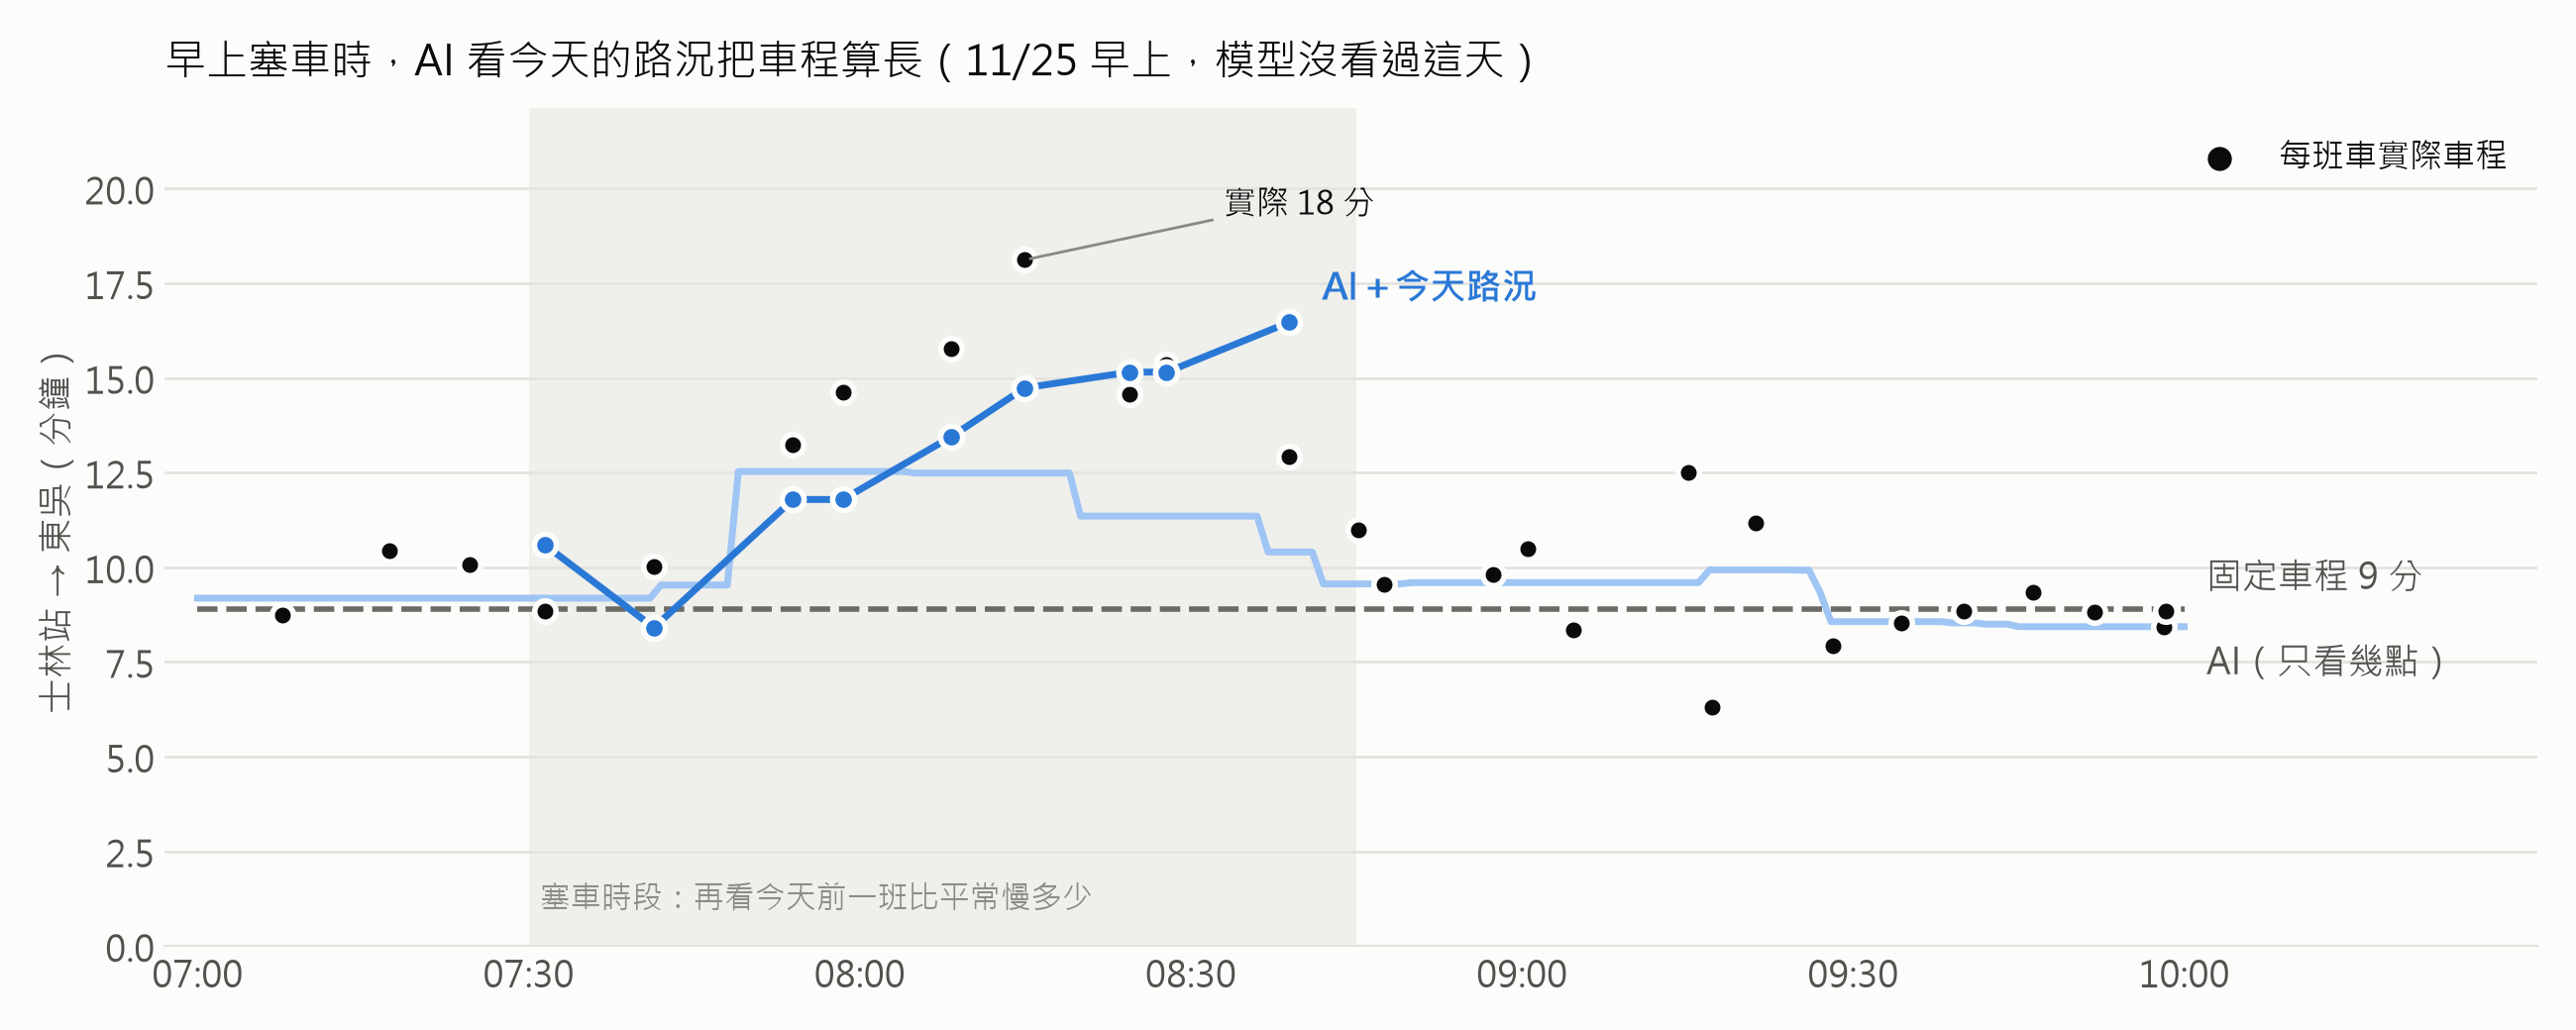 早上塞車時，AI 看今天的路況把車程算長（11/25 早上，模型沒看過這天）
每班車實際車程
實際 18 分
AI + 今天路況
固定車程 9 分
AI（只看幾點）
塞車時段：再看今天前一班比平常慢多少
士林站 → 東吳（分鐘）
20.0
17.5
15.0
12.5
10.0
7.5
5.0
2.5
0.0
07:00 07:30 08:00 08:30 09:00 09:30 10:00